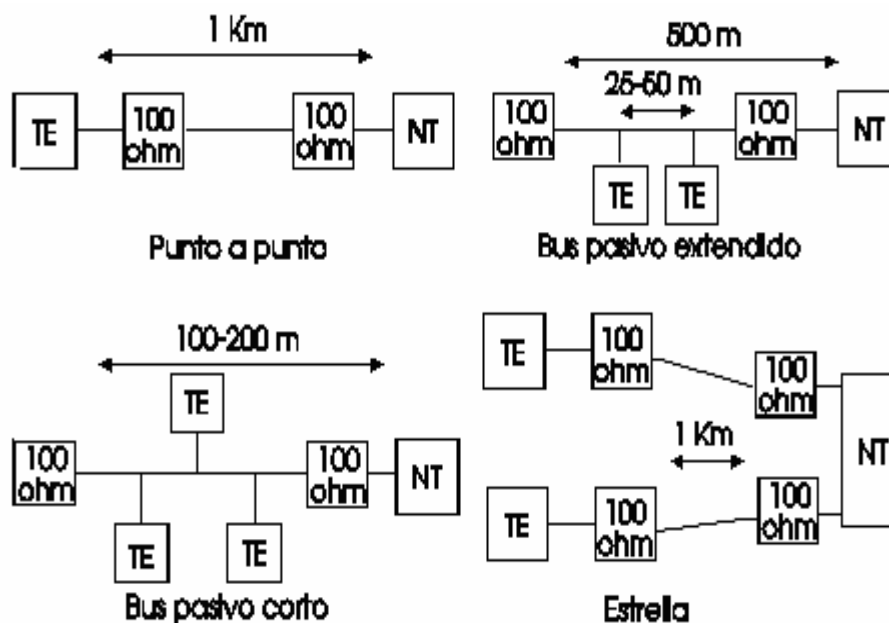 1 Km
TE
100
ohm
100
ohm
NT
Punto a punto
500 m
25-50 m
100
ohm
100
ohm
NT
TE
TE
Bus pasivo extendido
100-200 m
TE
100
ohm
100
ohm
NT
TE
TE
Bus pasivo corto
TE
100
ohm
100
ohm
1 Km
NT
TE
100
ohm
100
ohm
Estrella